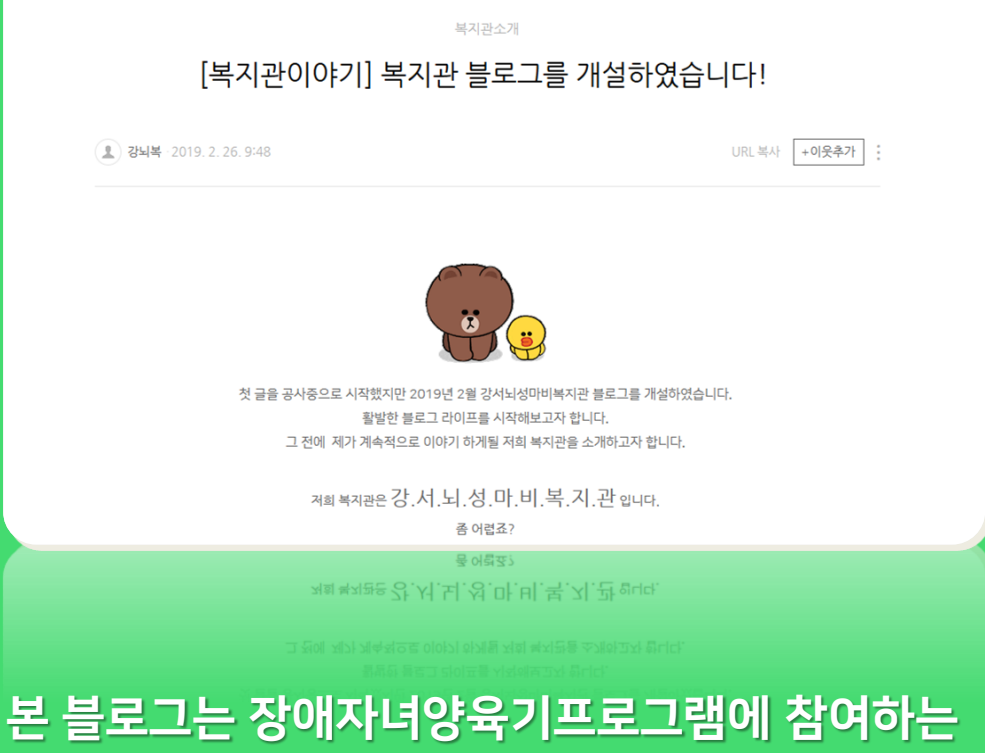 복지관소개
[복지관이야기] 복지관 블로그를 개설하였습니다!
강뇌복 · 2019. 2. 26. 9:48
URL 복사 +이웃추가
첫 글을 공사중으로 시작했지만 2019년 2월 강서뇌성마비복지관 블로그를 개설하였습니다.
활발한 블로그 라이프를 시작해보고자 합니다.
그 전에 제가 계속적으로 이야기 하게될 저희 복지관을 소개하고자 합니다.
저희 복지관은 강.서.뇌.성.마.비.복.지.관 입니다.
좀 어렵죠?
본 블로그는 장애자녀양육기프로그램에 참여하는